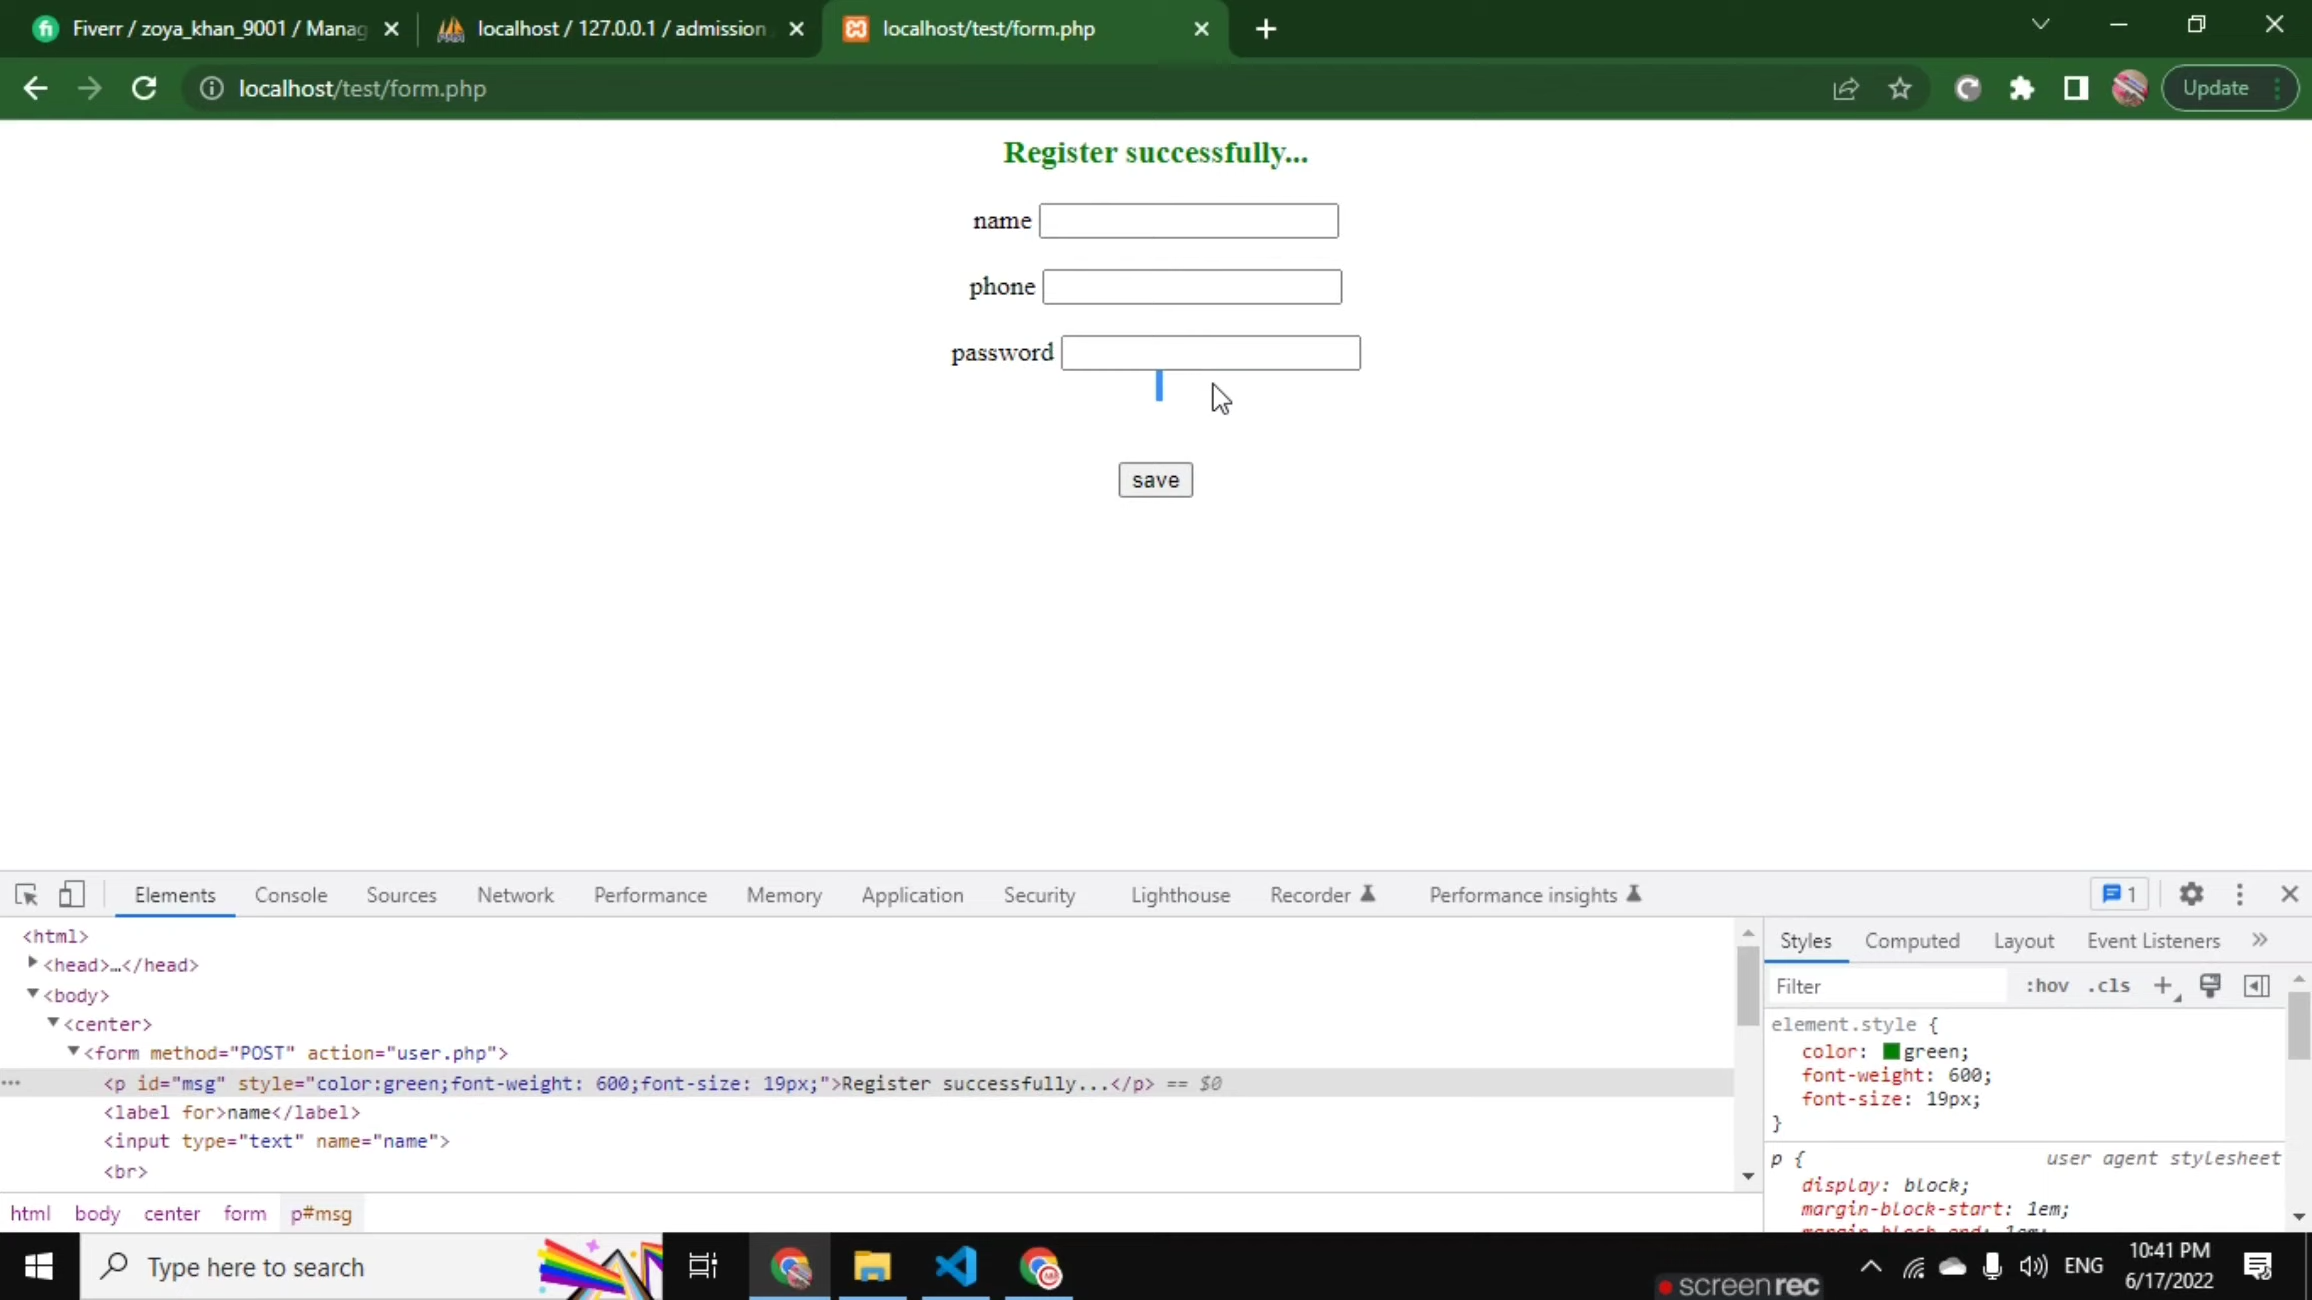 Fiverr / zoya_khan_9001 / Manag
localhost / 127.0.0.1 / admission
localhost/test/form.php
localhost/test/form.php
Update
Register successfully...
name
phone
password
save
Elements Console Sources Network Performance Memory Application Security Lighthouse Recorder Performance insights 1
<html>
<head>…</head>
<body>
<center>
<form method="POST" action="user.php">
<p id="msg" style="color:green;font-weight: 600;font-size: 19px;">Register successfully...</p> == $0
<label for>name</label>
<input type="text" name="name">
<br>
html body center form p#msg
Styles Computed Layout Event Listeners »
Filter :hov .cls +
element.style {
color: green;
font-weight: 600;
font-size: 19px;
}
p { user agent stylesheet
display: block;
margin-block-start: 1em;
margin-block-end: 1em;
Type here to search
screenrec
ENG
10:41 PM
6/17/2022